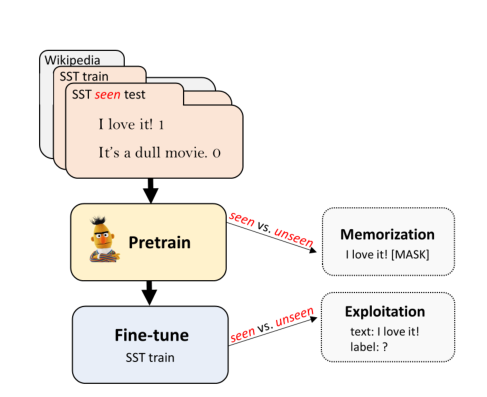 Wikipedia
SST train
SST seen test
I love it! 1
It's a dull movie. 0
Pretrain
seen vs. unseen
Memorization
I love it! [MASK]
Fine-tune
SST train
seen vs. unseen
Exploitation
text: I love it!
label: ?